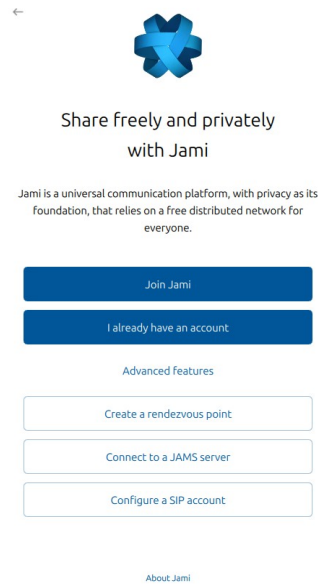 Share freely and privately
with Jami
Jami is a universal communication platform, with privacy as its
foundation, that relies on a free distributed network for
everyone.
Join Jami
I already have an account
Advanced features
Create a rendezvous point
Connect to a JAMS server
Configure a SIP account
About Jami